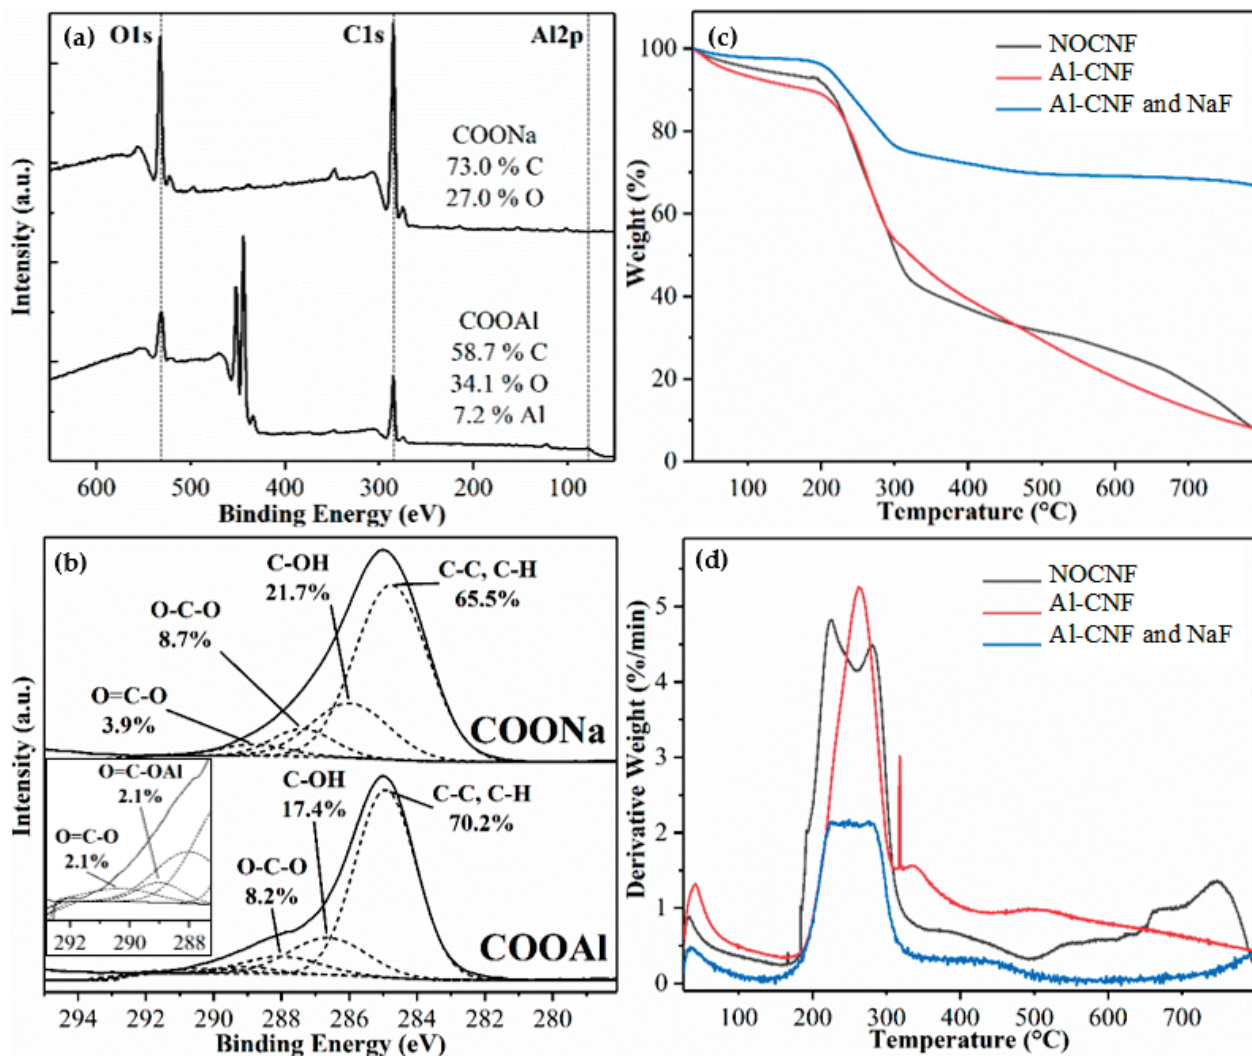 (a)
O1s
C1s
Al2p
COONa
73.0 % C
27.0 % O
COOAl
58.7 % C
34.1 % O
7.2 % Al
Intensity (a.u.)
600 500 400 300 200 100
Binding Energy (eV)
(c)
NOCNF
Al-CNF
Al-CNF and NaF
100
80
60
40
20
0
Weight (%)
100 200 300 400 500 600 700
Temperature (°C)
(b)
C-OH
21.7%
C-C, C-H
65.5%
O-C-O
8.7%
O=C-O
3.9%
COONa
O=C-OAl
2.1%
O=C-O
2.1%
292 290 288
C-OH
17.4%
C-C, C-H
70.2%
O-C-O
8.2%
COOAl
Intensity (a.u.)
294 292 290 288 286 284 282 280
Binding Energy (eV)
(d)
NOCNF
Al-CNF
Al-CNF and NaF
5
4
3
2
1
0
Derivative Weight (%/min)
100 200 300 400 500 600 700
Temperature (°C)